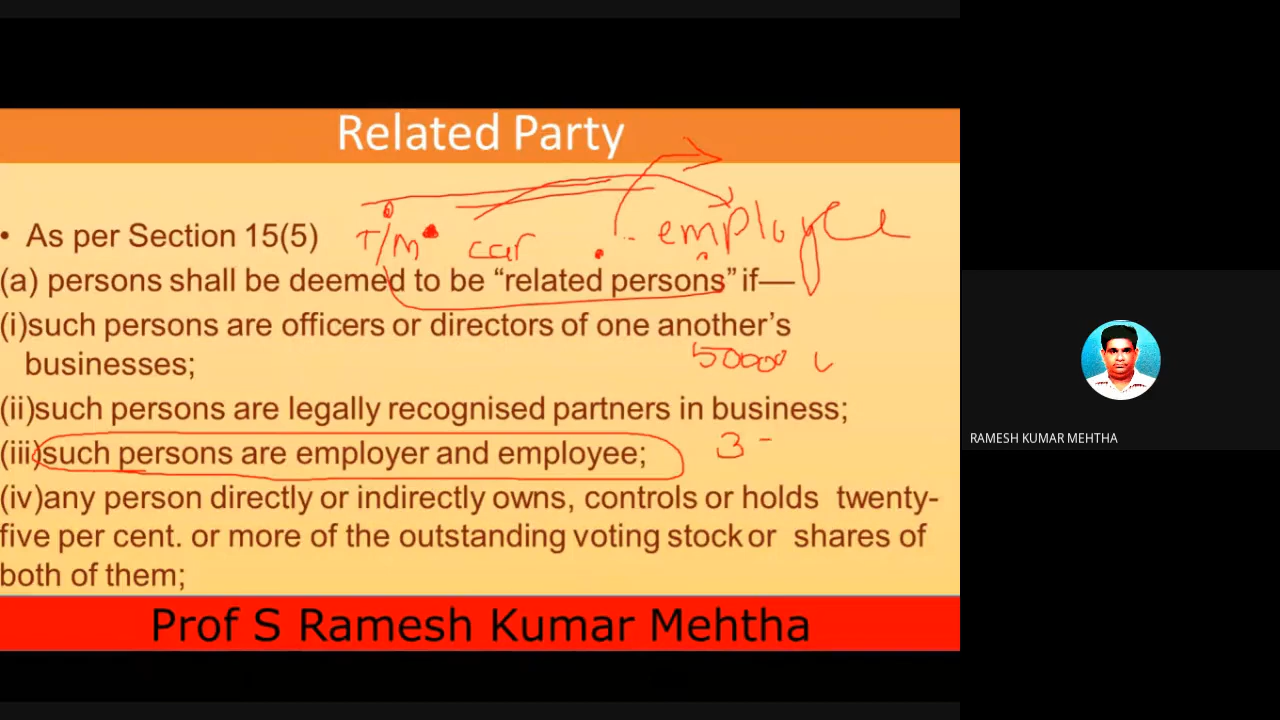 Related Party
• As per Section 15(5)
T/M car employee
(a) persons shall be deemed to be “related persons” if—
(i)such persons are officers or directors of one another’s
businesses;
50000
(ii)such persons are legally recognised partners in business;
(iii)such persons are employer and employee;
3
(iv)any person directly or indirectly owns, controls or holds twenty-
five per cent. or more of the outstanding voting stock or shares of
both of them;
Prof S Ramesh Kumar Mehtha
RAMESH KUMAR MEHTHA